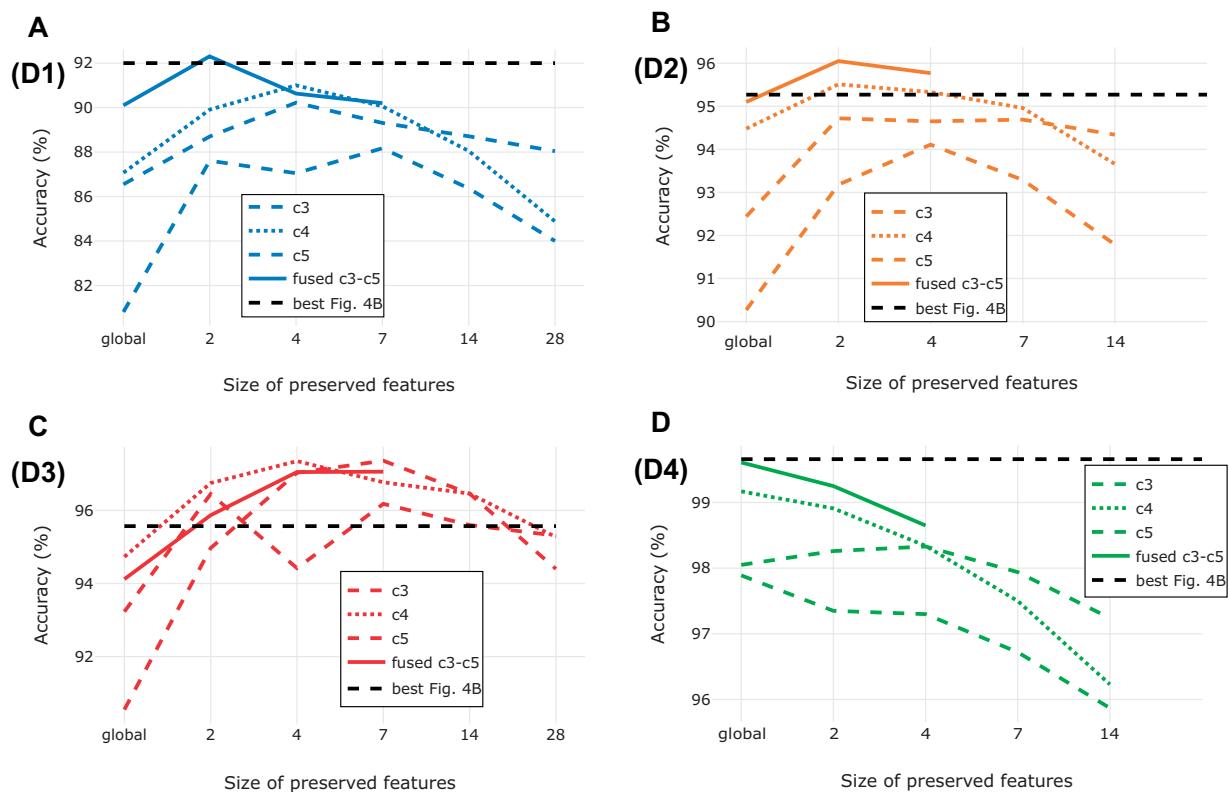 A
(D1)
Accuracy (%)
92
90
88
86
84
82
c3
c4
c5
fused c3-c5
best Fig. 4B
global 2 4 7 14 28
Size of preserved features
B
(D2)
Accuracy (%)
96
95
94
93
92
91
90
c3
c4
c5
fused c3-c5
best Fig. 4B
global 2 4 7 14
Size of preserved features
C
(D3)
Accuracy (%)
96
94
92
c3
c4
c5
fused c3-c5
best Fig. 4B
global 2 4 7 14 28
Size of preserved features
D
(D4)
Accuracy (%)
99
98
97
96
c3
c4
c5
fused c3-c5
best Fig. 4B
global 2 4 7 14
Size of preserved features